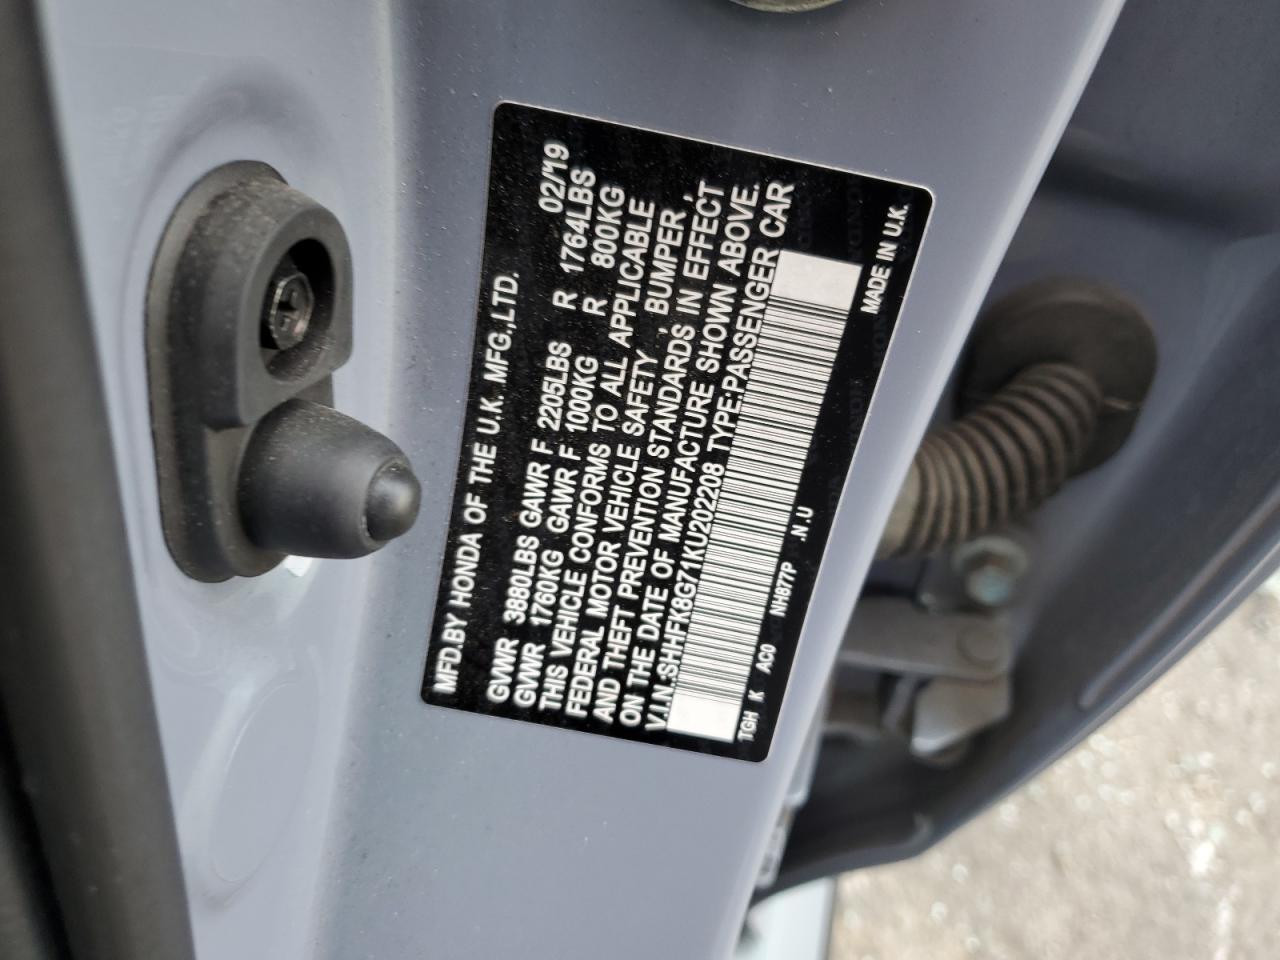 MFD.BY HONDA OF THE U.K. MFG.,LTD. 02/19
GVWR 3880LBS GAWR F 2205LBS R 1764LBS
GVWR 1760KG GAWR F 1000KG R 800KG
THIS VEHICLE CONFORMS TO ALL APPLICABLE
FEDERAL MOTOR VEHICLE SAFETY , BUMPER ,
AND THEFT PREVENTION STANDARDS IN EFFECT
ON THE DATE OF MANUFACTURE SHOWN ABOVE.
V.I.N.:SHHFK8G71KU202208 TYPE:PASSENGER CAR
TGH K AC0 NH877P .N.U MADE IN U.K.